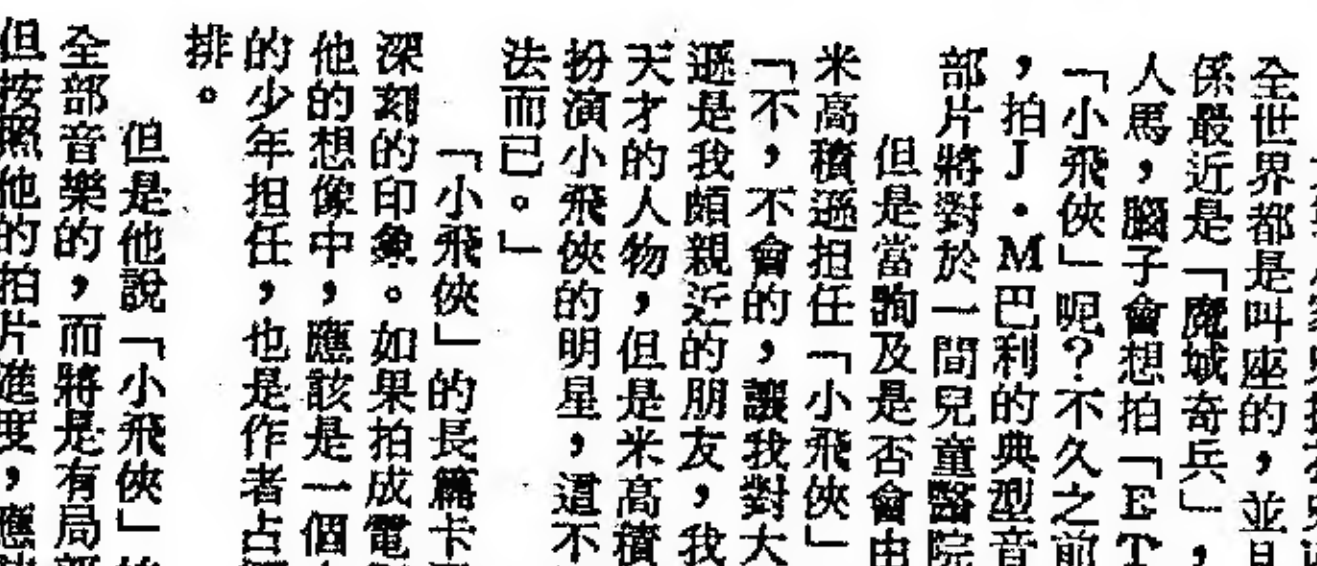 全世界都是叫座的，並且
係最近是「魔域奇兵」，
人馬，腦子會想拍「ET
「小飛俠」呢？不久之前
，拍J·M巴利的典型音
部片將對於一間兒童醫院
但是當詢及是否會由
米高積遜担任「小飛俠」
「不，不會的，讓我對大
遜是我頗親近的朋友，我
天才的人物，但是米高積
扮演小飛俠的明星，這不
法而已。」
「小飛俠」的長篇卡
深刻的印象。如果拍成電
他的想像中，應該是一個
的少年担任，也是作者占
排。
但是他說「小飛俠」
全部音樂的，而將是有局部
但按照他的拍片進度，應